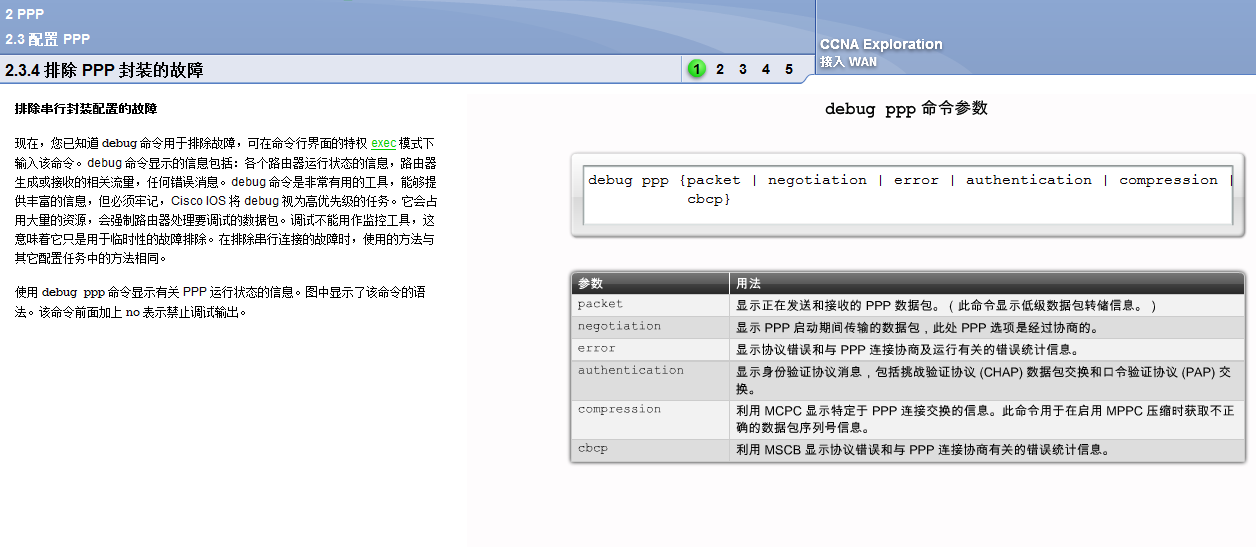 2 PPP
2.3 配置 PPP
CCNA Exploration
接入 WAN
2.3.4 排除 PPP 封装的故障
1 2 3 4 5
排除串行封装配置的故障
现在，您已知道 debug 命令用于排除故障，可在命令行界面的特权 exec 模式下
输入该命令。debug 命令显示的信息包括：各个路由器运行状态的信息，路由器
生成或接收的相关流量，任何错误消息。debug 命令是非常有用的工具，能够提
供丰富的信息，但必须牢记，Cisco IOS 将 debug 视为高优先级的任务。它会占
用大量的资源，会强制路由器处理要调试的数据包。调试不能用作监控工具，这
意味着它只是用于临时性的故障排除。在排除串行连接的故障时，使用的方法与
其它配置任务中的方法相同。
使用 debug ppp 命令显示有关 PPP 运行状态的信息。图中显示了该命令的语
法。该命令前面加上 no 表示禁止调试输出。
debug ppp 命令参数
debug ppp {packet | negotiation | error | authentication | compression |
cbcp}
参数 用法
packet 显示正在发送和接收的 PPP 数据包。（此命令显示低级数据包转储信息。）
negotiation 显示 PPP 启动期间传输的数据包，此处 PPP 选项是经过协商的。
error 显示协议错误和与 PPP 连接协商及运行有关的错误统计信息。
authentication 显示身份验证协议消息，包括挑战验证协议 (CHAP) 数据包交换和口令验证协议 (PAP) 交
换。
compression 利用 MCPC 显示特定于 PPP 连接交换的信息。此命令用于在启用 MPPC 压缩时获取不正
确的数据包序列号信息。
cbcp 利用 MSCB 显示协议错误和与 PPP 连接协商有关的错误统计信息。